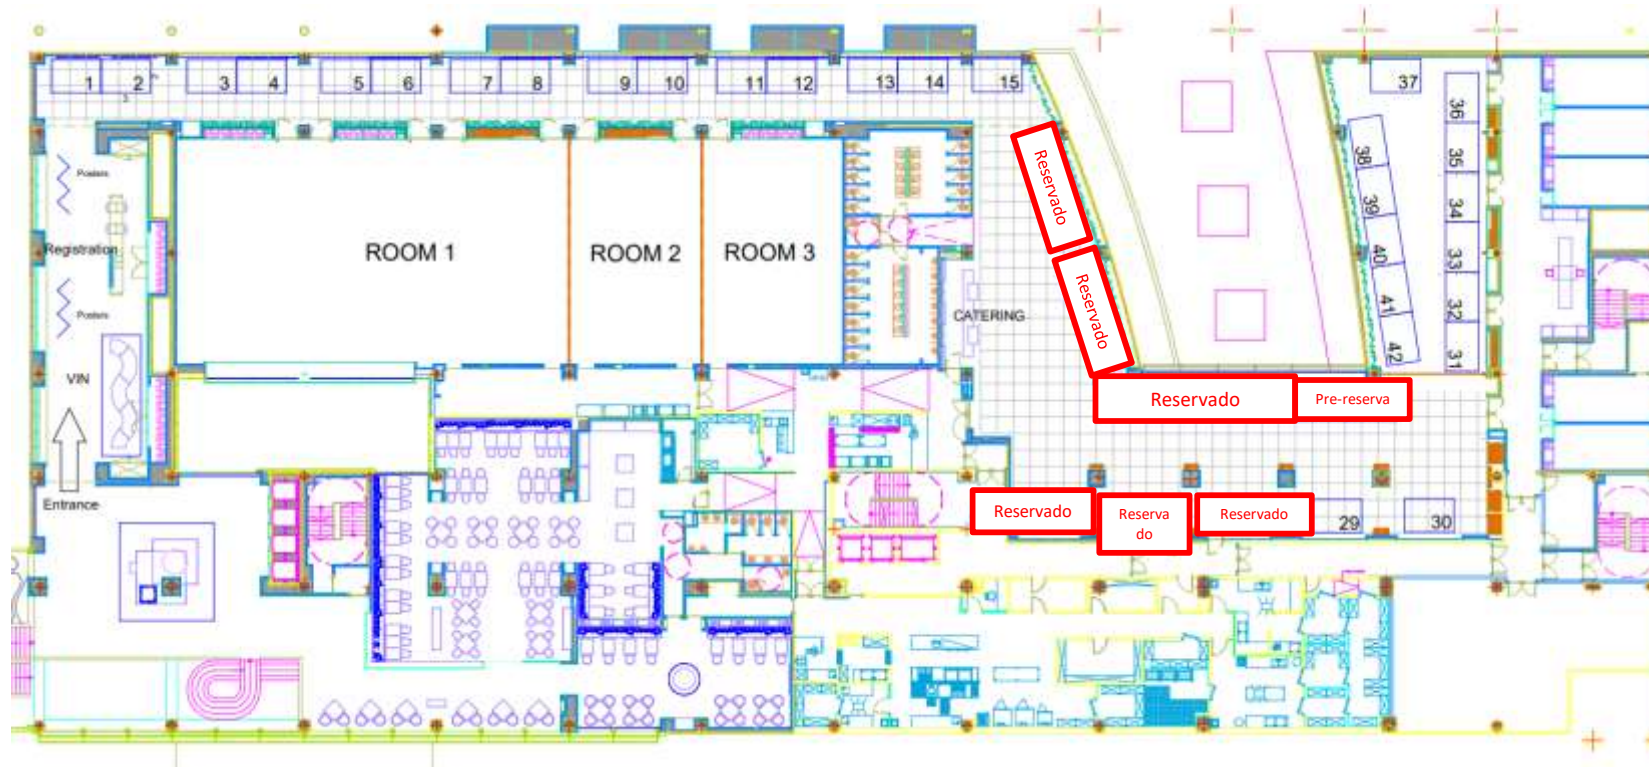 1 2 3 4 5 6 7 8 9 10 11 12 13 14 15
37
36
35
34
33
32
31
38
39
40
41
42
Reservado
Reservado
Posters
Registration
Posters
VIN
Entrance
ROOM 1
ROOM 2
ROOM 3
CATERING
Reservado
Pre-reserva
Reservado
Reserva
do
Reservado
29
30